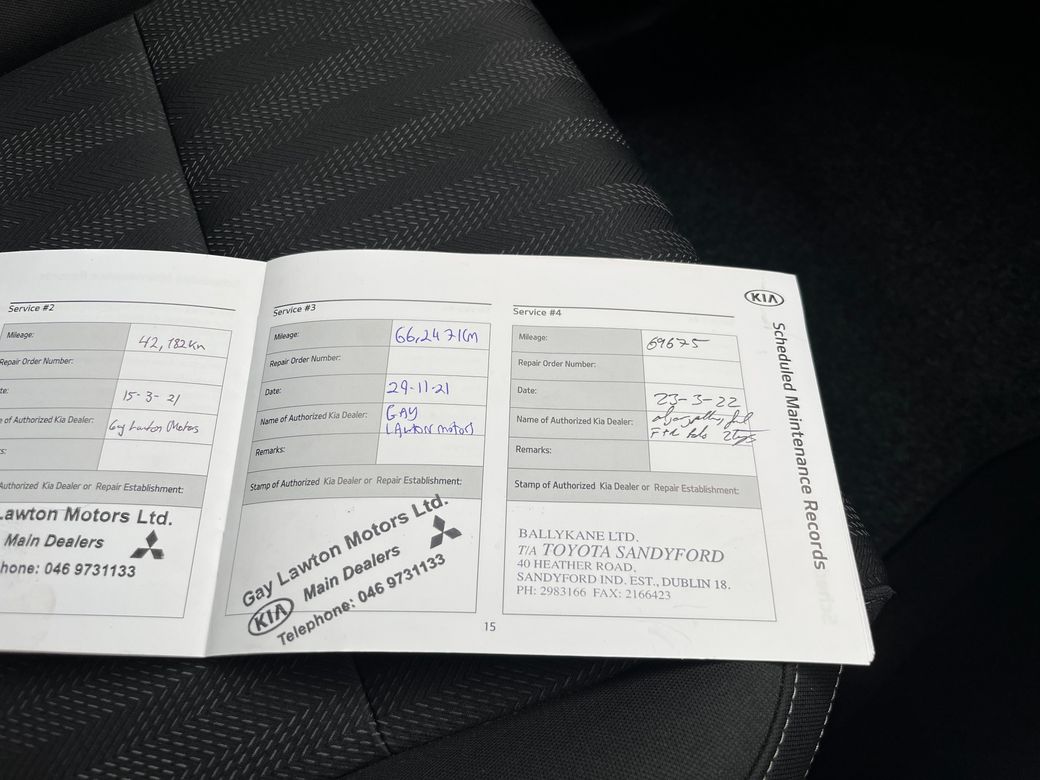 Service #2
Mileage:
42,182km
Repair Order Number:
te:
15-3-21
e of Authorized Kia Dealer:
Gay Lawton Motors
s:
Authorized Kia Dealer or Repair Establishment:
Lawton Motors Ltd.
Main Dealers
hone: 046 9731133
Service #3
Mileage:
66,247km
Repair Order Number:
Date:
29-11-21
Name of Authorized Kia Dealer:
GAY
LAWTON MOTORS
Remarks:
Stamp of Authorized Kia Dealer or Repair Establishment:
Gay Lawton Motors Ltd.
KIA Main Dealers
Telephone: 046 9731133
15
Service #4
Mileage:
69675
Repair Order Number:
Date:
23-3-22
Name of Authorized Kia Dealer:
F+R
Remarks:
Stamp of Authorized Kia Dealer or Repair Establishment:
BALLYKANE LTD.
T/A TOYOTA SANDYFORD
40 HEATHER ROAD,
SANDYFORD IND. EST., DUBLIN 18.
PH: 2983166 FAX: 2166423
KIA
Scheduled Maintenance Records